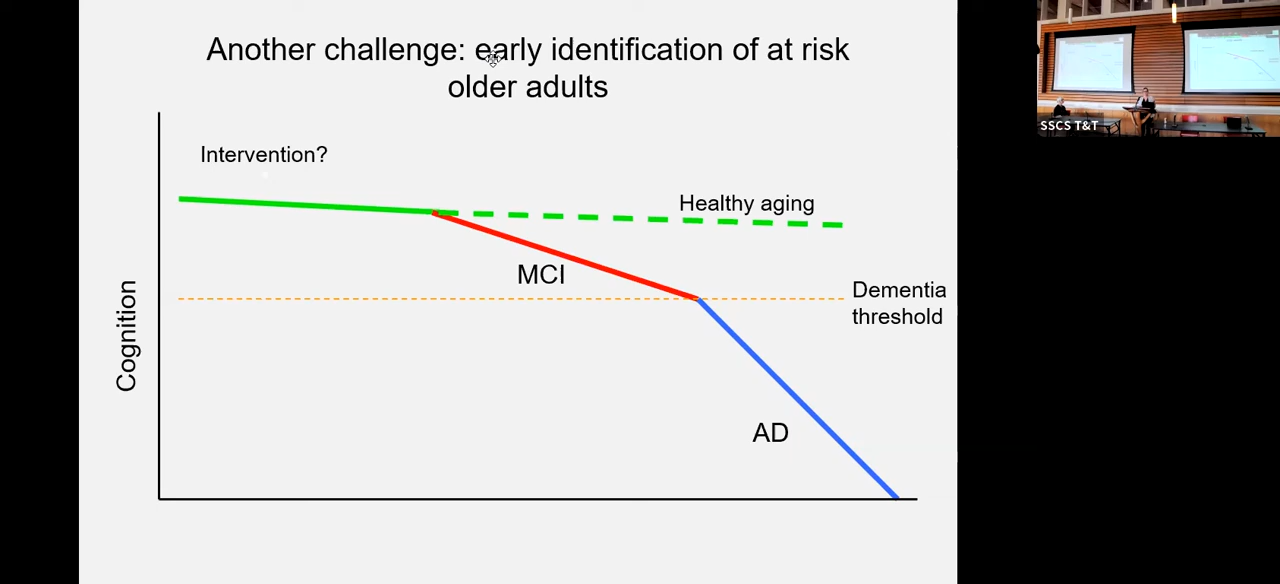 Another challenge: early identification of at risk
older adults
Intervention?
Healthy aging
MCI
Dementia
threshold
Cognition
AD
SSCS T&T